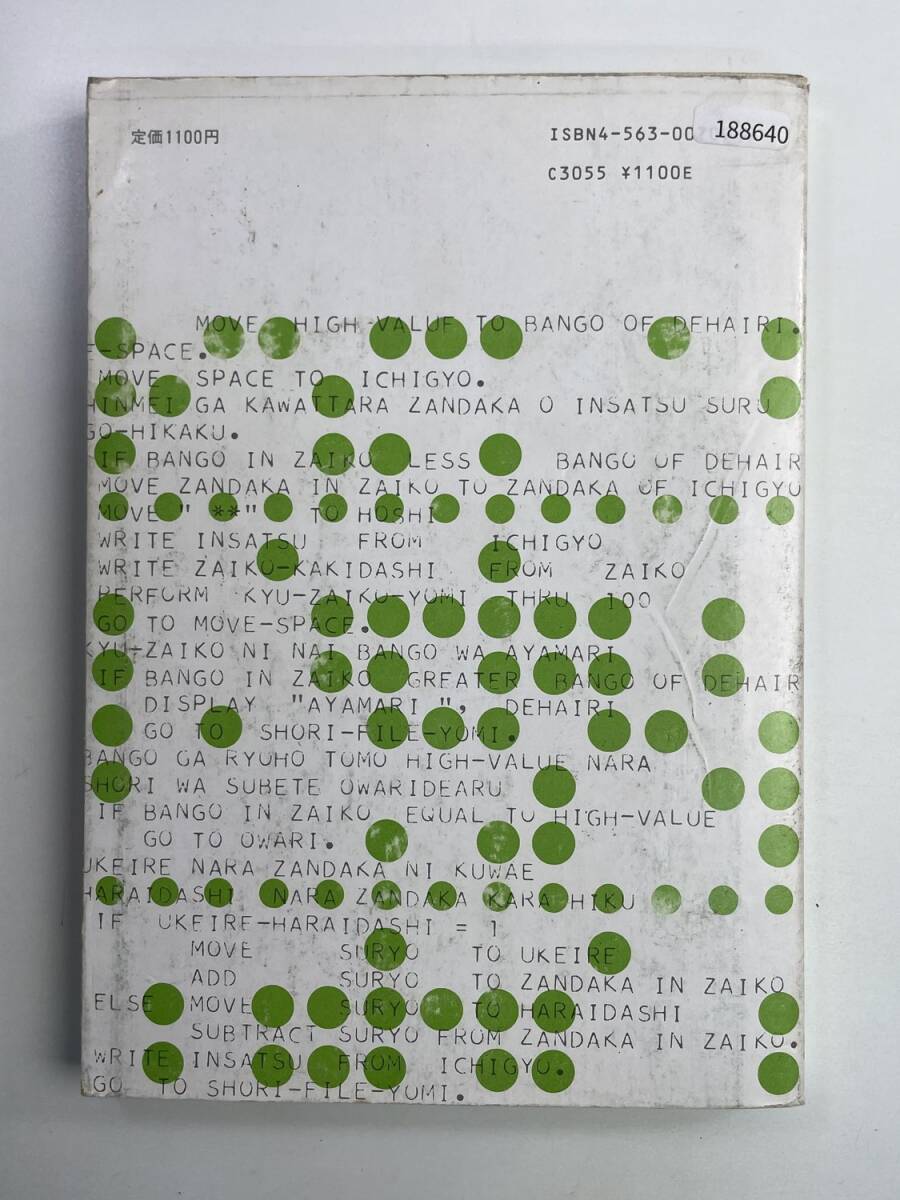 定価1100円
ISBN4-563-00
188640
C3055 ¥1100E
MOVE HIGH-VALUE TO BANGO OF DEHAIRI.
F-SPACE.
MOVE SPACE TO ICHIGYO.
HINMEI GA KAWATTARA ZANDAKA O INSATSU SURU
GO-HIKAKU.
IF BANGO IN ZAIKO LESS BANGO OF DEHAIR
MOVE ZANDAKA IN ZAIKO TO ZANDAKA OF ICHIGYO
MOVE " **" TO HOSHI
WRITE INSATSU FROM ICHIGYO
WRITE ZAIKO-KAKIDASHI FROM ZAIKO
PERFORM KYU-ZAIKO-YOMI THRU 100
GO TO MOVE-SPACE.
KYU-ZAIKO NI NAI BANGO WA AYAMARI
IF BANGO IN ZAIKO GREATER BANGO OF DEHAIR
DISPLAY "AYAMARI ", DEHAIRI
GO TO SHORI-FILE-YOMI.
BANGO GA RYOHO TOMO HIGH-VALUE NARA
SHORI WA SUBETE OWARIDEARU
IF BANGO IN ZAIKO EQUAL TO HIGH-VALUE
GO TO OWARI.
UKEIRE NARA ZANDAKA NI KUWAE
HARAIDASHI NARA ZANDAKA KARA HIKU
IF UKEIRE-HARAIDASHI = 1
MOVE SURYO TO UKEIRE
ADD SURYO TO ZANDAKA IN ZAIKO
ELSE MOVE SURYO TO HARAIDASHI
SUBTRACT SURYO FROM ZANDAKA IN ZAIKO.
WRITE INSATSU FROM ICHIGYO.
GO TO SHORI-FILE-YOMI.